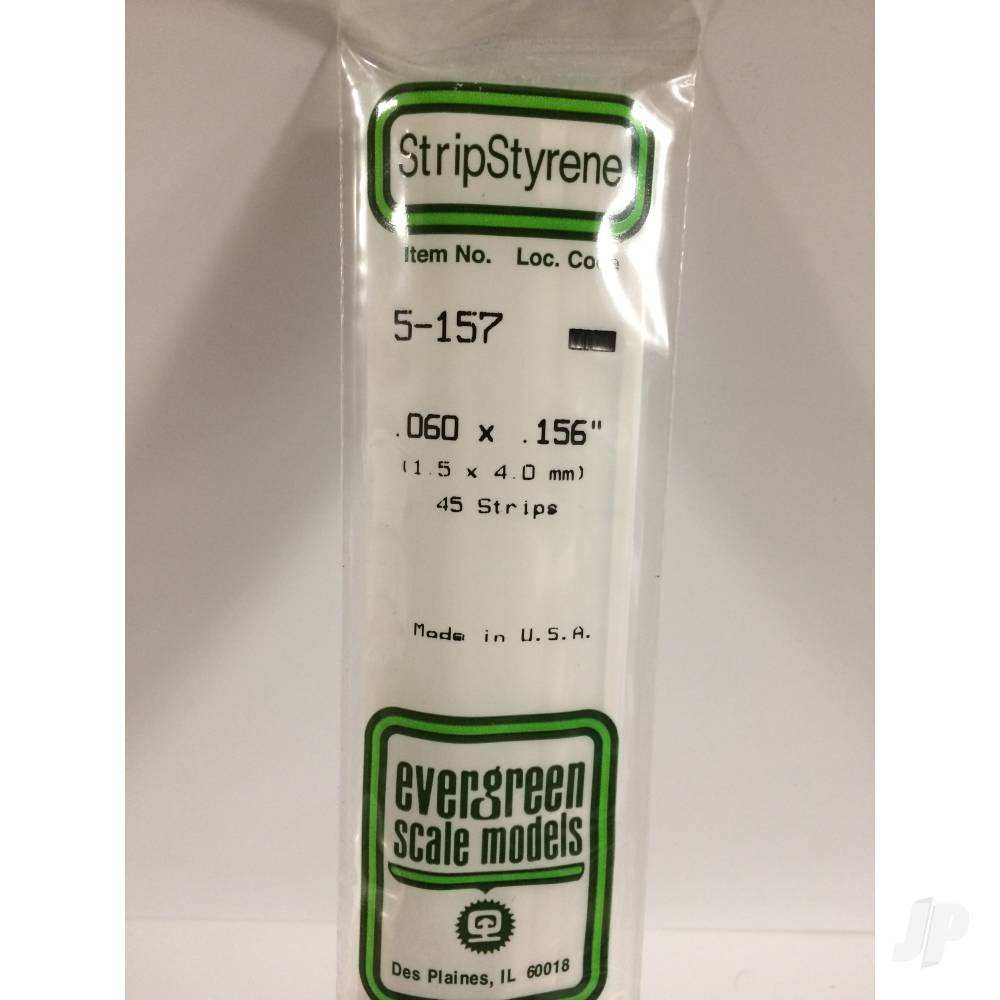 StripStyrene
Item No. Loc. Code
5-157
.060 x .156"
(1.5 x 4.0 mm)
45 Strips
Made in U.S.A.
evergreen
scale models
Des Plaines, IL 60018
JP